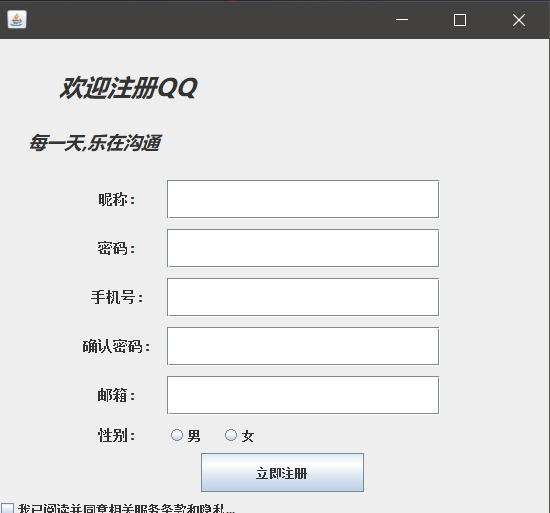 欢迎注册QQ
每一天,乐在沟通
昵称：
密码：
手机号：
确认密码：
邮箱：
性别： 男 女
立即注册
我已阅读并同意相关服务条款和隐私...